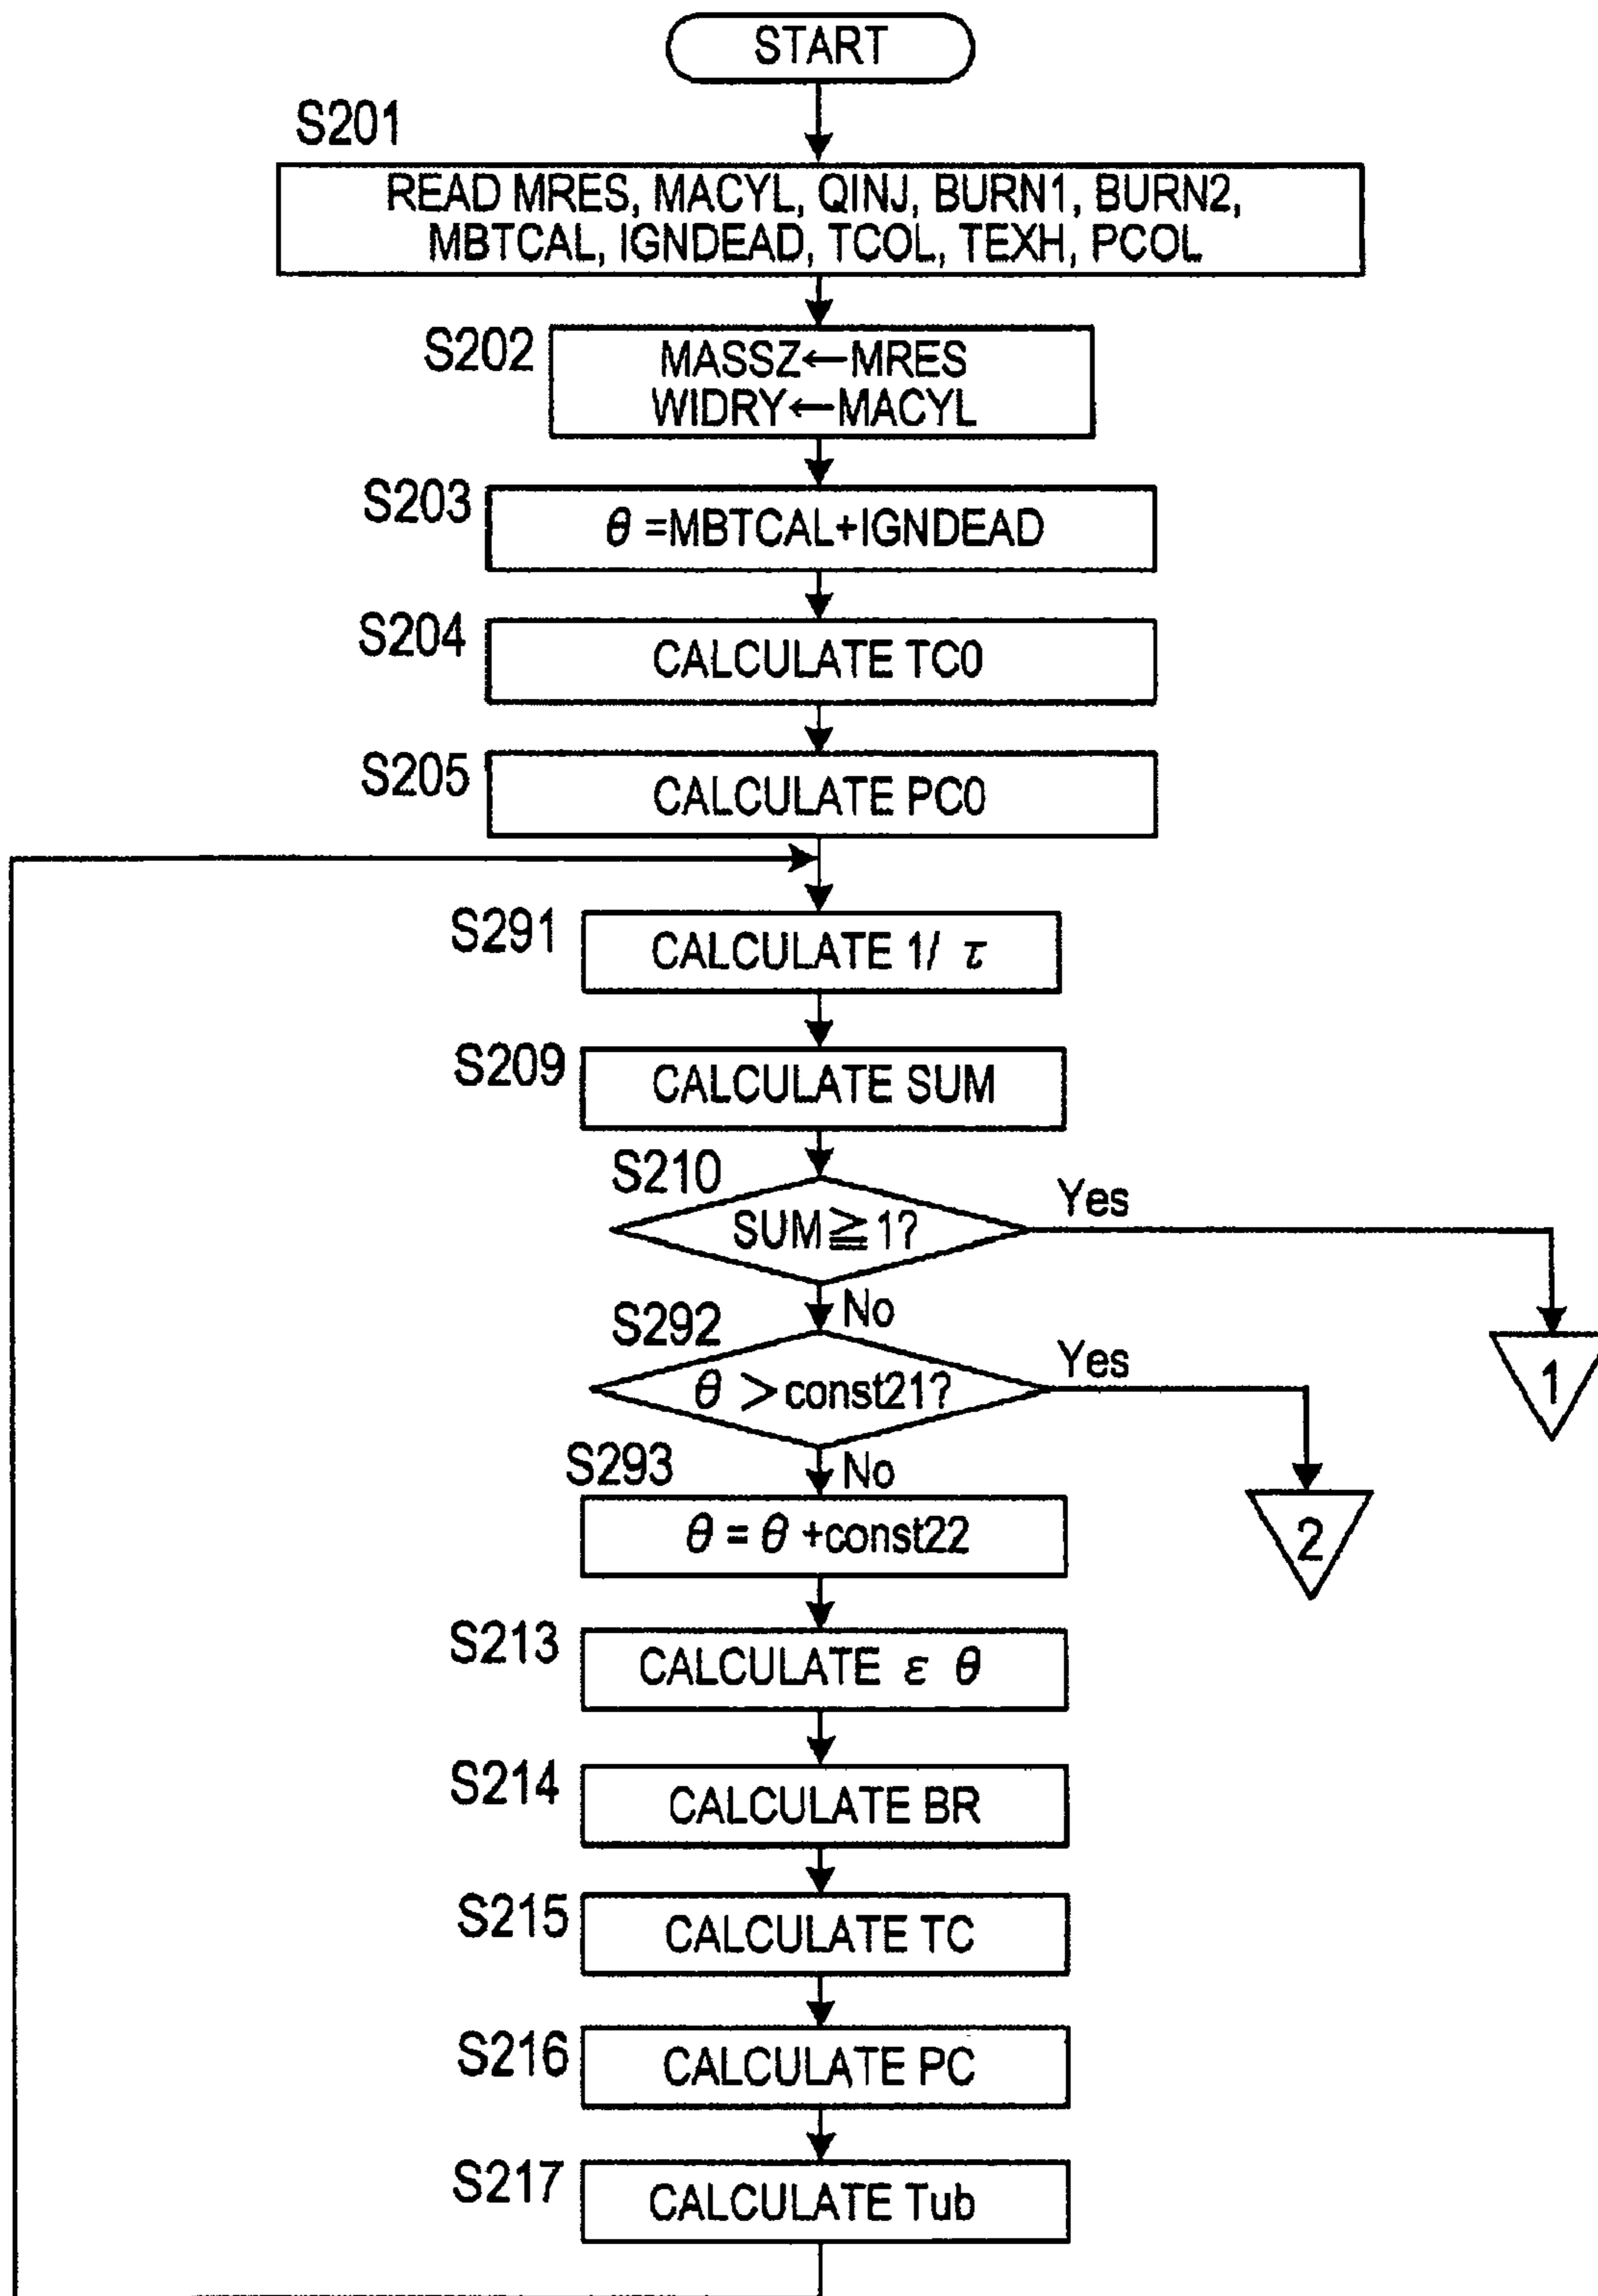 START
S201
READ MRES, MACYL, QINJ, BURN1, BURN2,
MBTCAL, IGNDEAD, TCOL, TEXH, PCOL
S202
MASSZ←MRES
WIDRY←MACYL
S203
θ =MBTCAL+IGNDEAD
S204
CALCULATE TC0
S205
CALCULATE PC0
S291
CALCULATE 1/ τ
S209
CALCULATE SUM
S210
SUM≧1?
Yes
1
No
S292
θ >const21?
Yes
2
No
S293
θ = θ +const22
S213
CALCULATE ε θ
S214
CALCULATE BR
S215
CALCULATE TC
S216
CALCULATE PC
S217
CALCULATE Tub